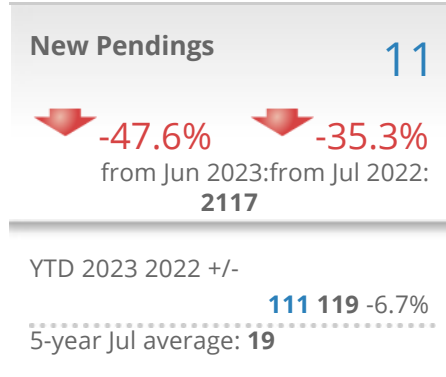 New Pendings 11
-47.6% -35.3%
from Jun 2023:from Jul 2022:
2117
YTD 2023 2022 +/-
111 119 -6.7%
5-year Jul average: 19